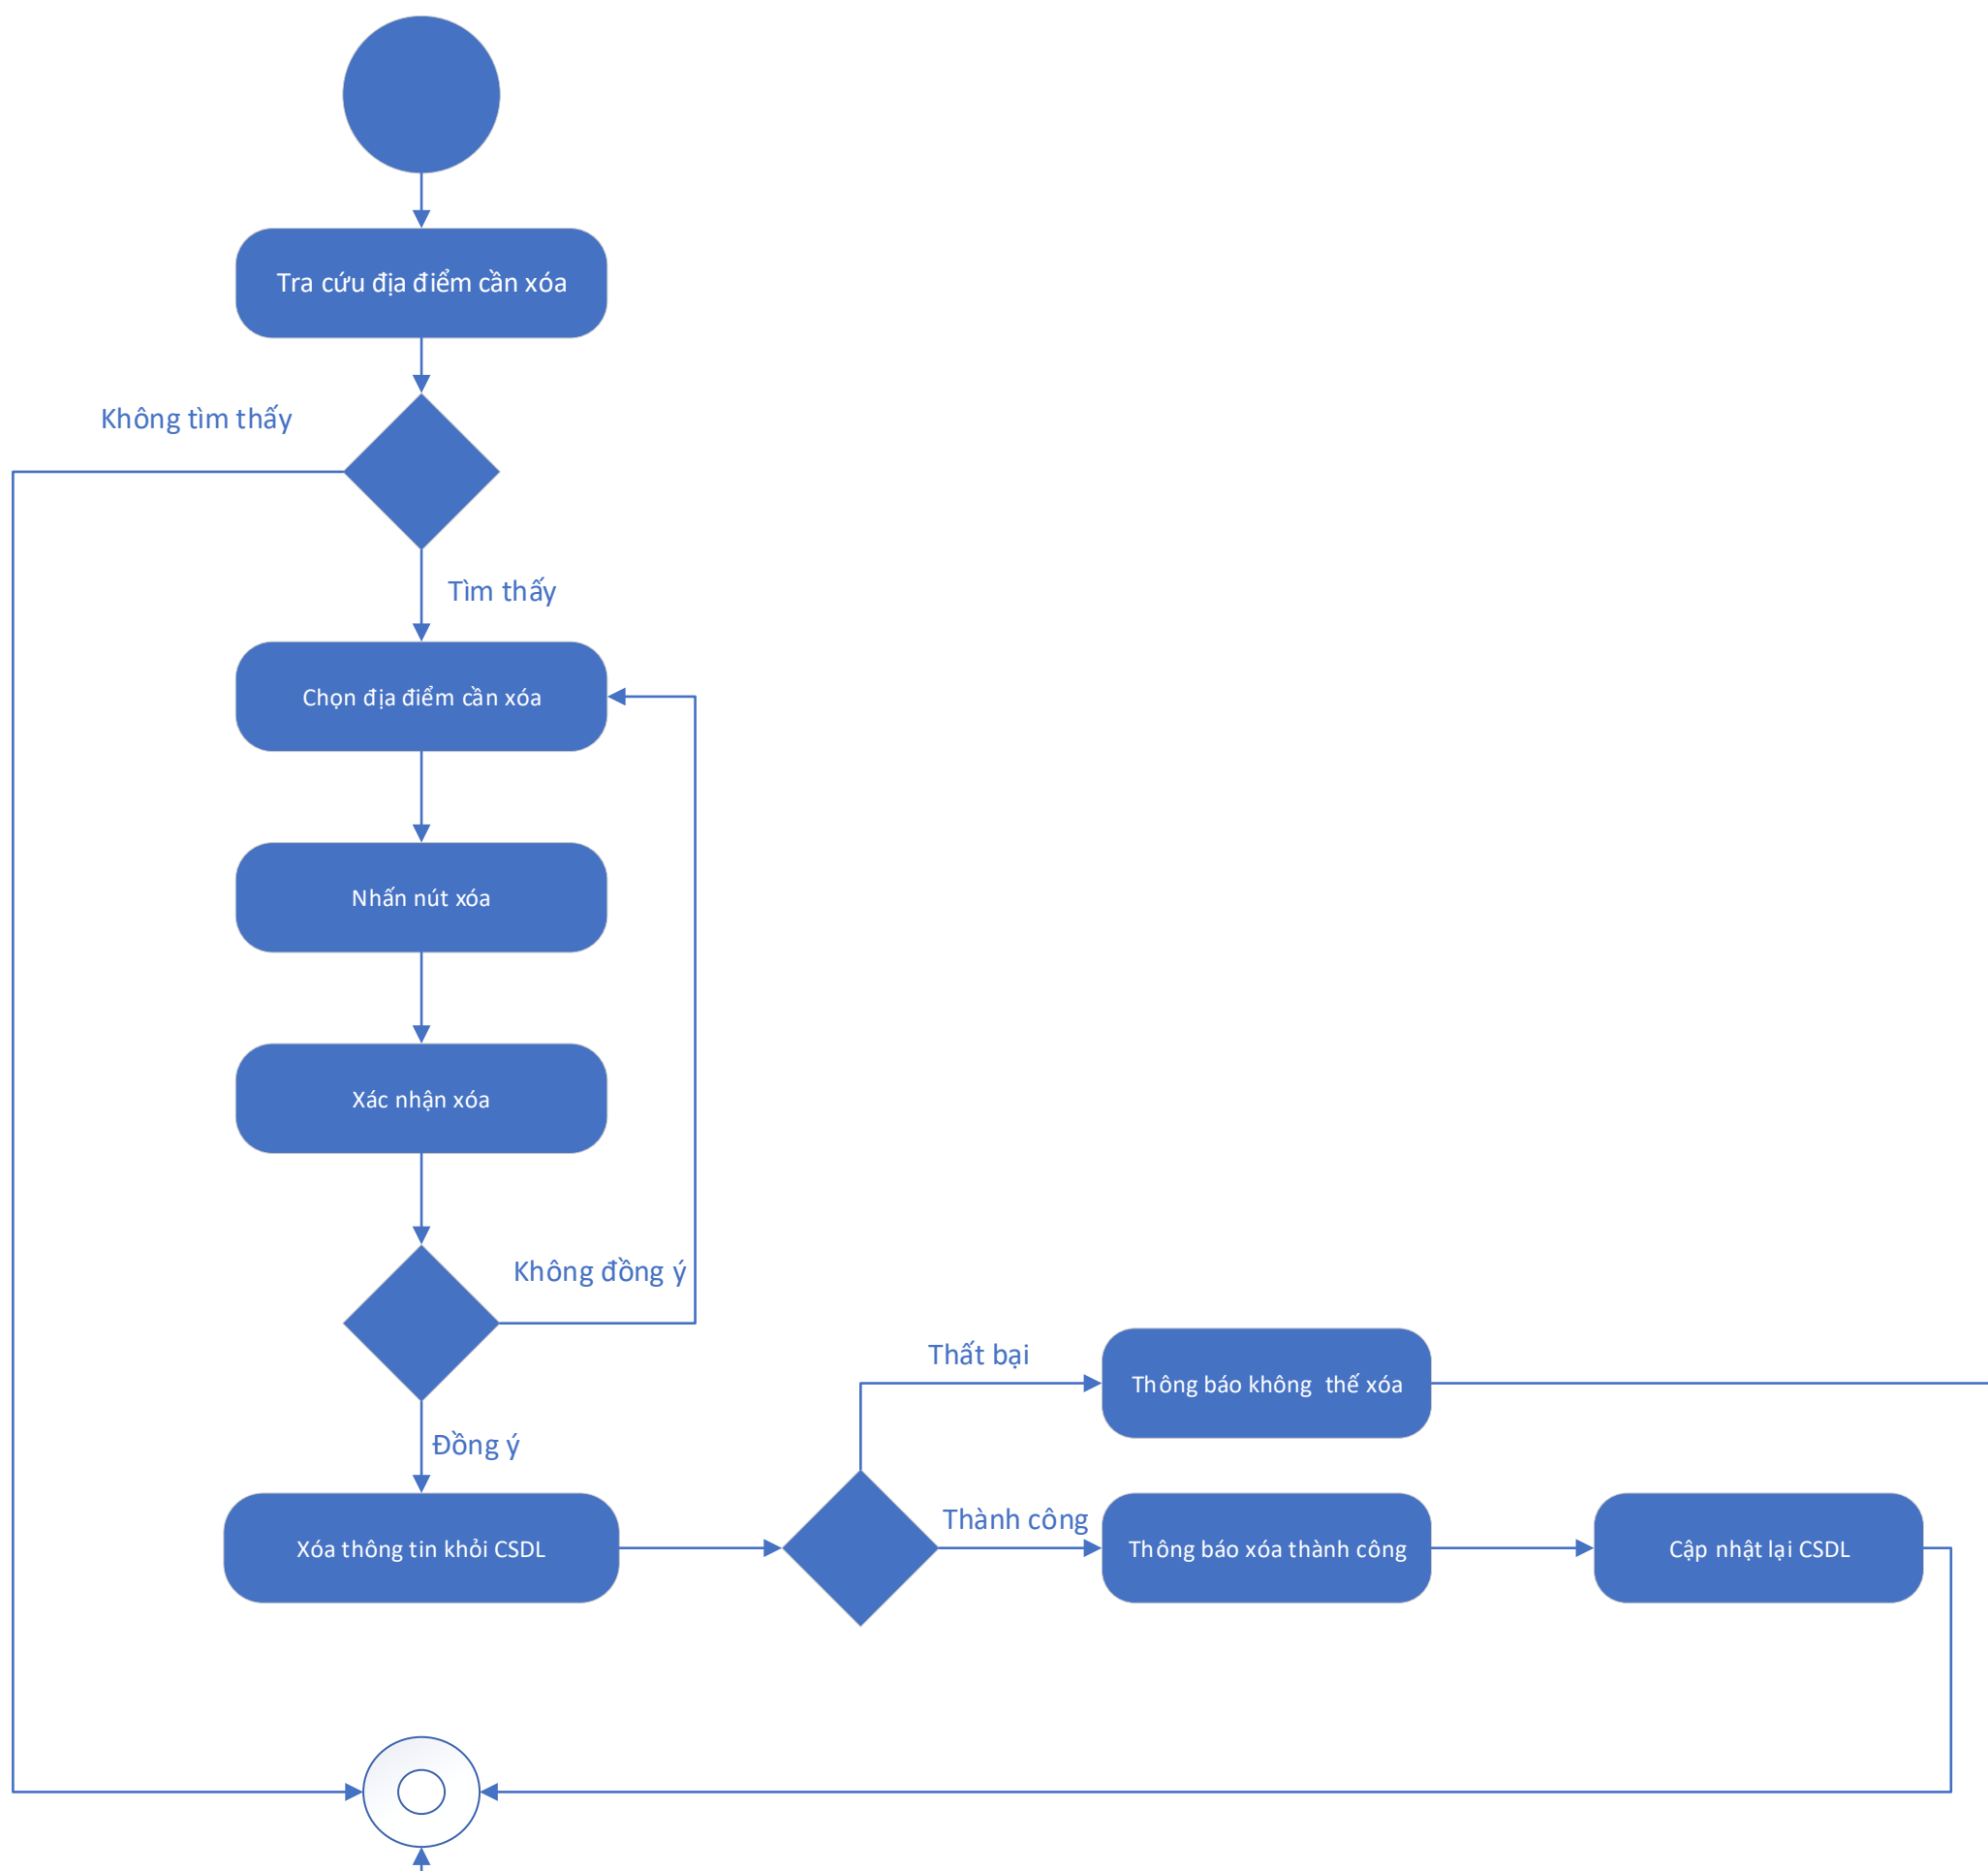 Tra cứu địa điểm cần xóa
Không tìm thấy
Tìm thấy
Chọn địa điểm cần xóa
Nhấn nút xóa
Xác nhận xóa
Không đồng ý
Đồng ý
Thất bại
Thông báo không thể xóa
Xóa thông tin khỏi CSDL
Thành công
Thông báo xóa thành công
Cập nhật lại CSDL